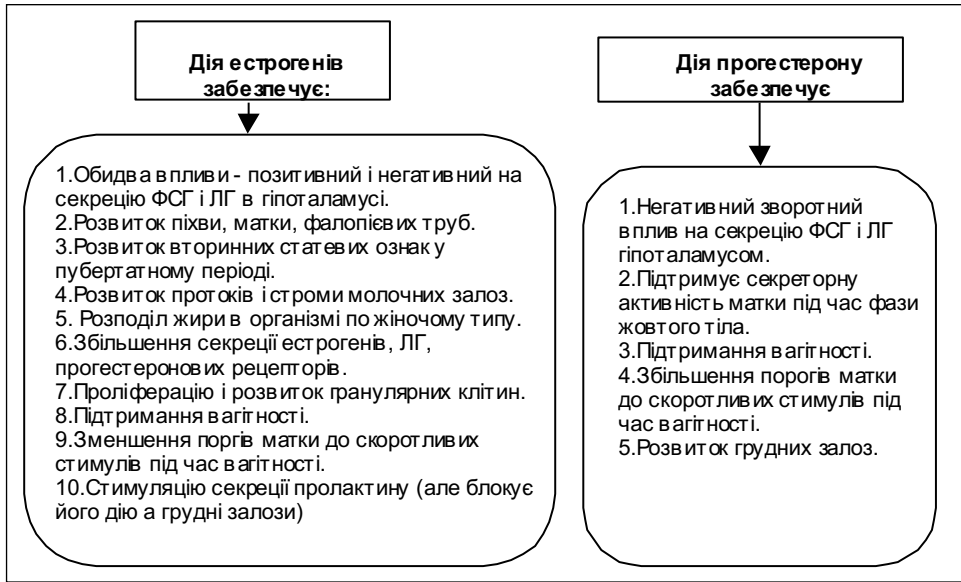 Дія естрогенів
забезпечує:
1.Обидва впливи - позитивний і негативний на
секрецію ФСГ і ЛГ в гіпоталамусі.
2.Розвиток піхви, матки, фалопієвих труб.
3.Розвиток вторинних статевих ознак у
пубертатному періоді.
4.Розвиток протоків і строми молочних залоз.
5. Розподіл жири в організмі по жіночому типу.
6.Збільшення секреції естрогенів, ЛГ,
прогестеронових рецепторів.
7.Проліферацію і розвиток гранулярних клітин.
8.Підтримання вагітності.
9.Зменшення поргів матки до скоротливих
стимулів під час вагітності.
10.Стимуляцію секреції пролактину (але блокує
його дію а грудні залози)
Дія прогестерону
забезпечує
1.Негативний зворотний
вплив на секрецію ФСГ і ЛГ
гіпоталамусом.
2.Підтримує секреторну
активність матки під час фази
жовтого тіла.
3.Підтримання вагітності.
4.Збільшення порогів матки
до скоротливих стимулів під
час вагітності.
5.Розвиток грудних залоз.